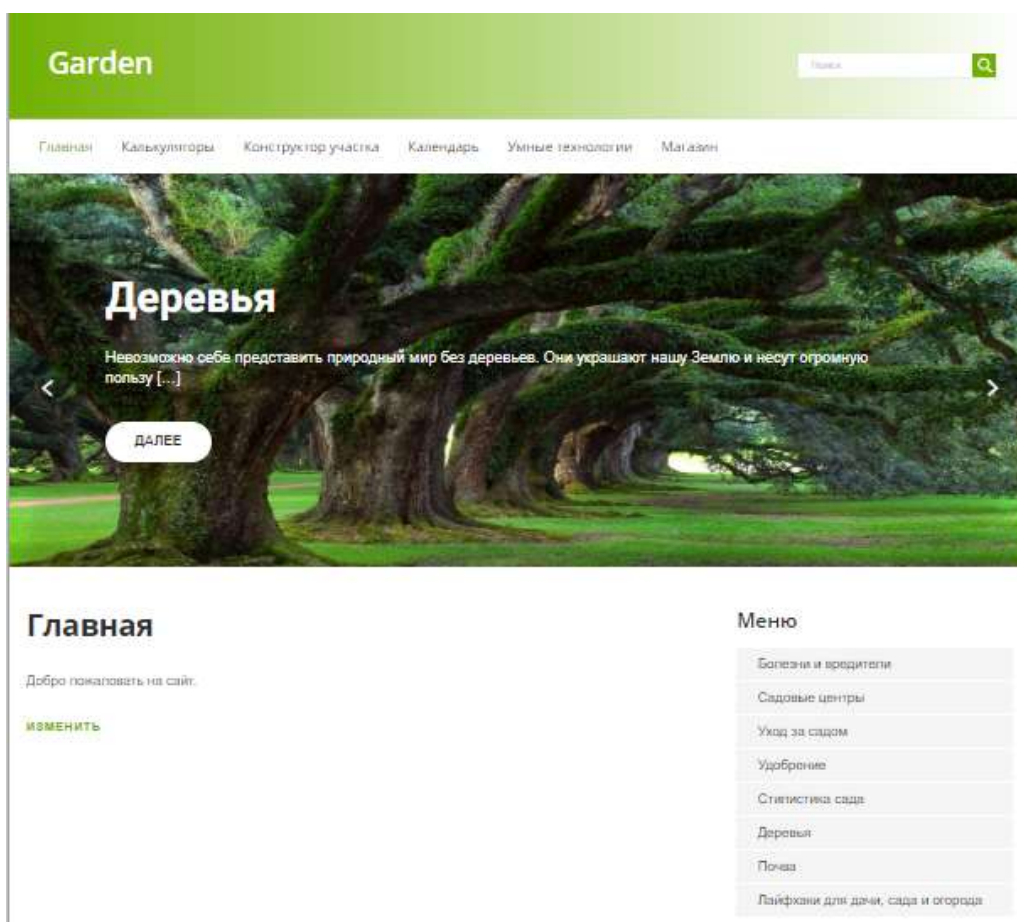 Garden
Поиск
Главная Калькуляторы Конструктор участка Календарь Умные технологии Магазин
Деревья
Невозможно себе представить природный мир без деревьев. Они украшают нашу Землю и несут огромную
пользу [...]
ДАЛЕЕ
Главная
Добро пожаловать на сайт.
ИЗМЕНИТЬ
Меню
Болезни и вредители
Садовые центры
Уход за садом
Удобрение
Стилистика сада
Деревья
Почва
Лайфхаки для дачи, сада и огорода